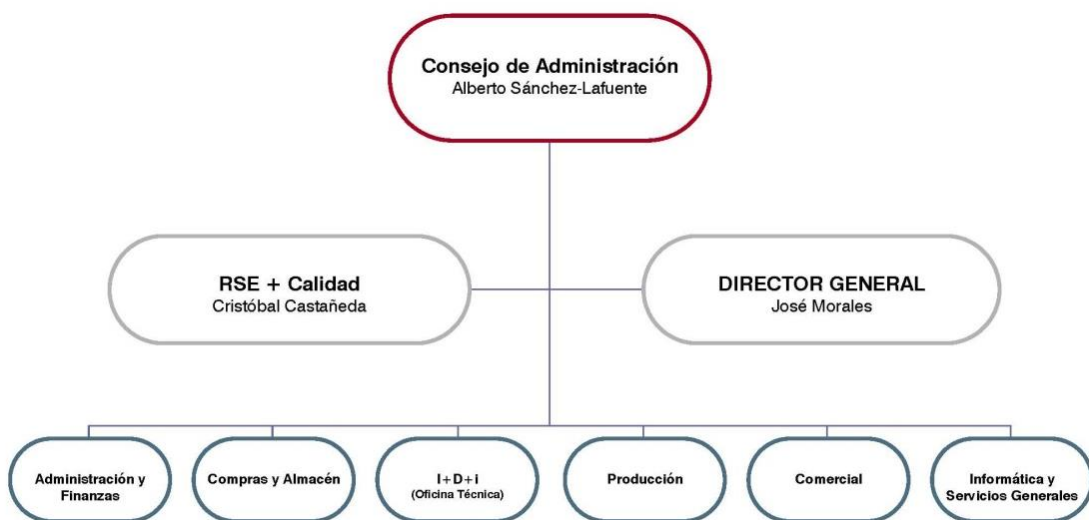 Consejo de Administración
Alberto Sánchez-Lafuente
RSE + Calidad
Cristóbal Castañeda
DIRECTOR GENERAL
José Morales
Administración y
Finanzas
Compras y Almacén
I+D+i
(Oficina Técnica)
Producción
Comercial
Informática y
Servicios Generales